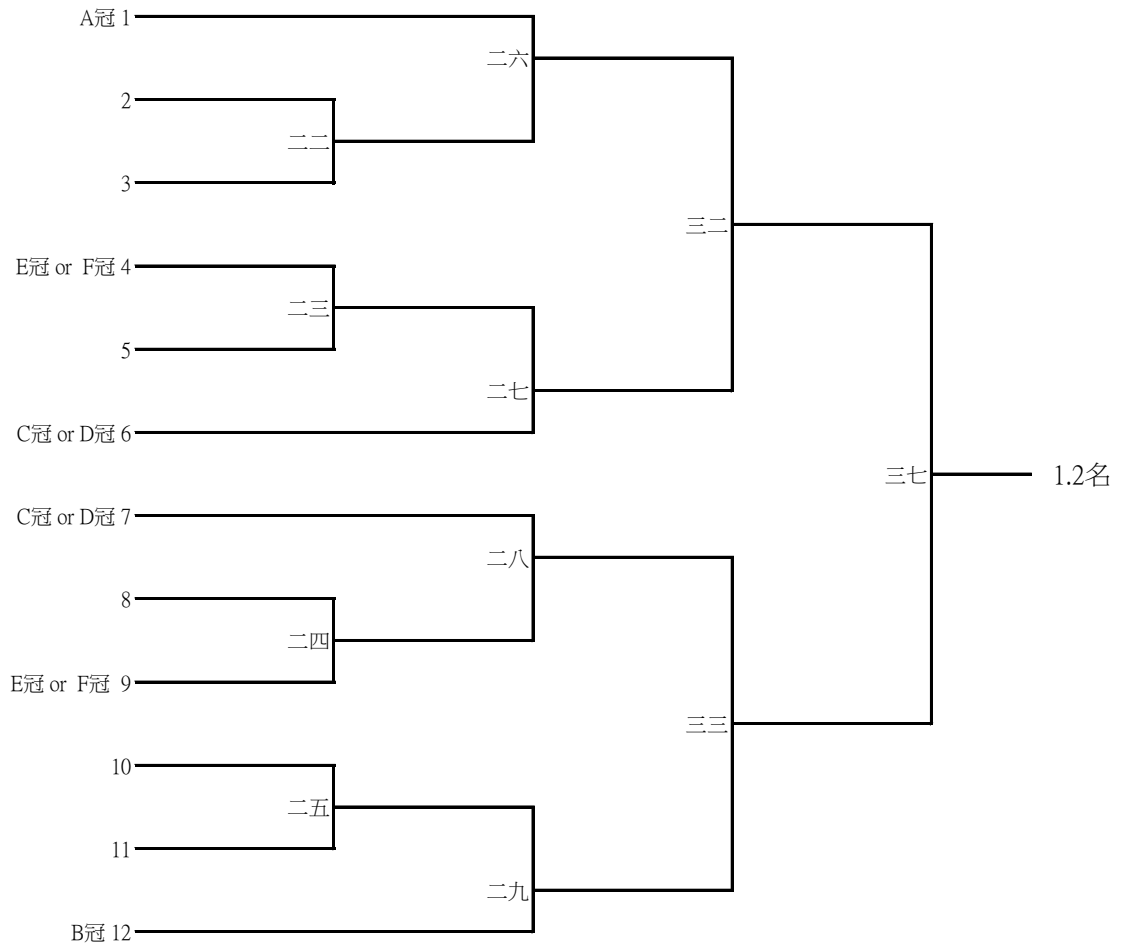 A冠 1
二六
2
二二
3
三二
E冠 or F冠 4
二三
5
二七
C冠 or D冠 6
三七
1.2名
C冠 or D冠 7
二八
8
二四
E冠 or F冠 9
三三
10
二五
11
二九
B冠 12